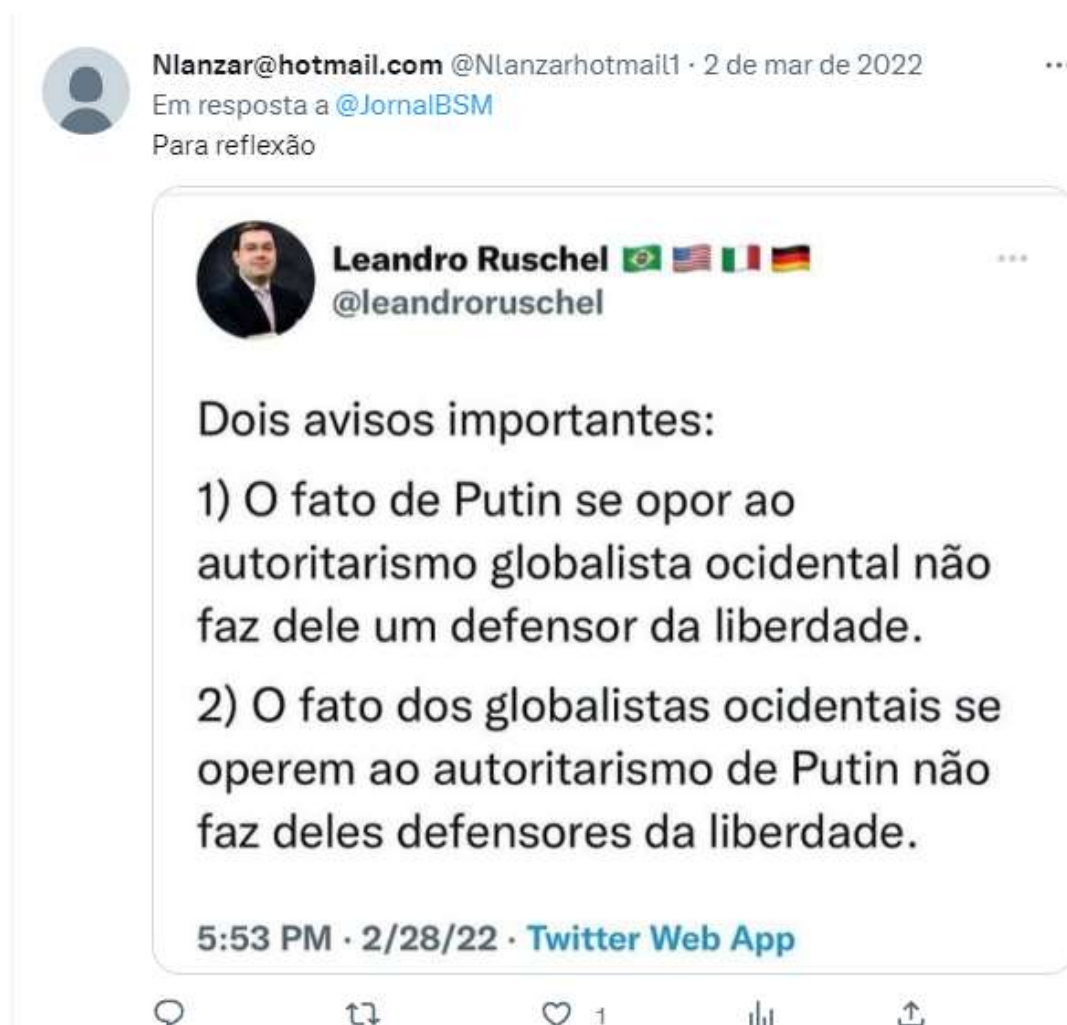 Nlanzar@hotmail.com @Nlanzarhotmail1 · 2 de mar de 2022
Em resposta a @JornalBSM
Para reflexão
Leandro Ruschel
@leandroruschel
Dois avisos importantes:
1) O fato de Putin se opor ao
autoritarismo globalista ocidental não
faz dele um defensor da liberdade.
2) O fato dos globalistas ocidentais se
operem ao autoritarismo de Putin não
faz deles defensores da liberdade.
5:53 PM · 2/28/22 · Twitter Web App
1